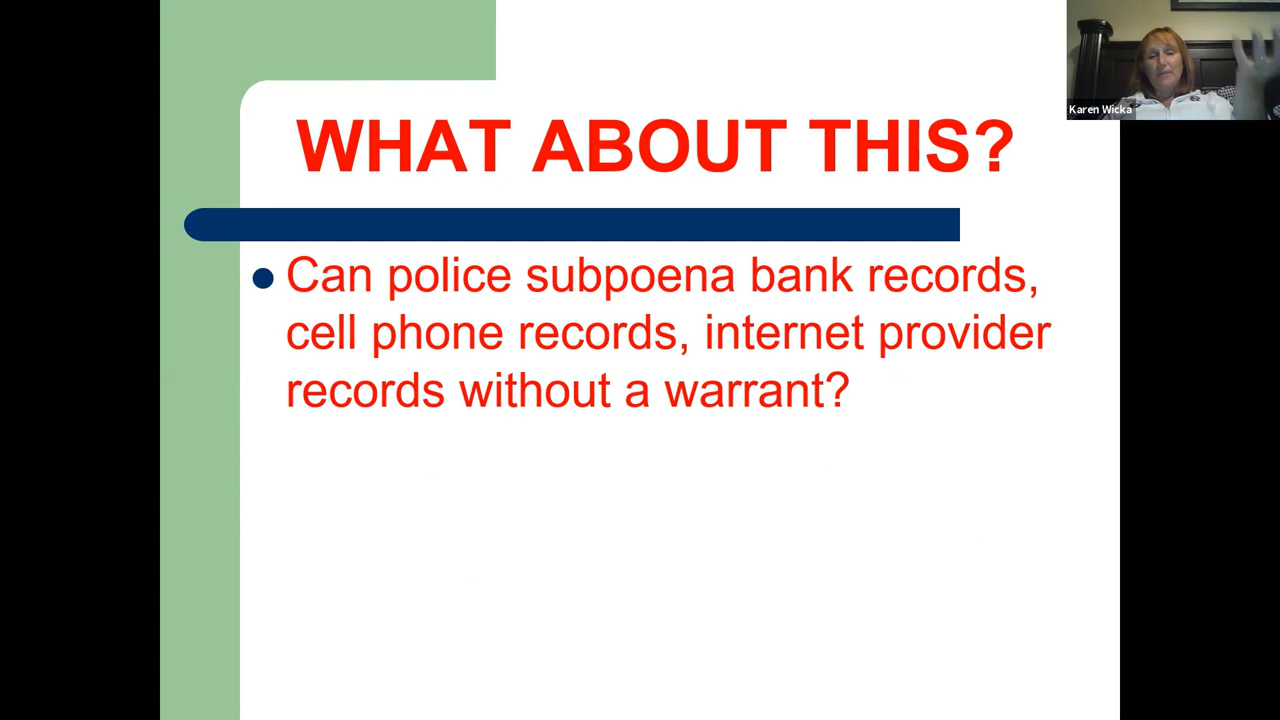 WHAT ABOUT THIS?
Karen Wicka
Can police subpoena bank records,
cell phone records, internet provider
records without a warrant?